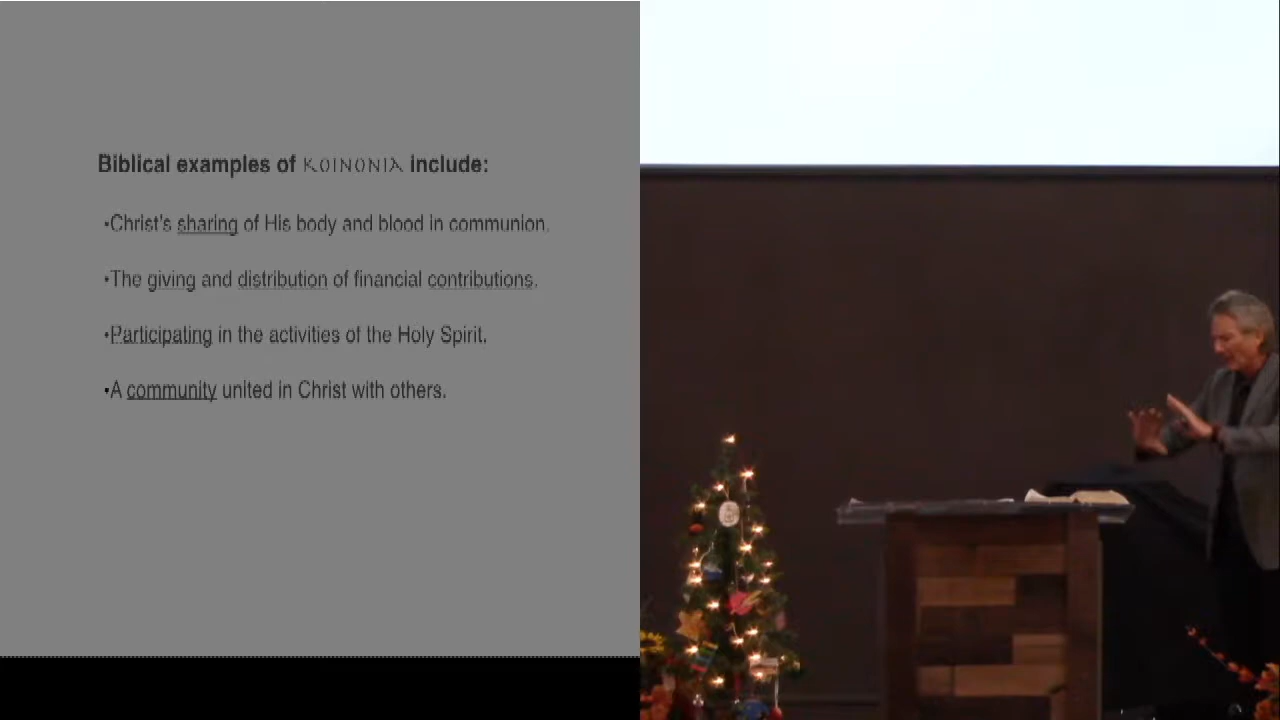 Biblical examples of κοινονια include:
•Christ's sharing of His body and blood in communion.
•The giving and distribution of financial contributions.
•Participating in the activities of the Holy Spirit.
•A community united in Christ with others.